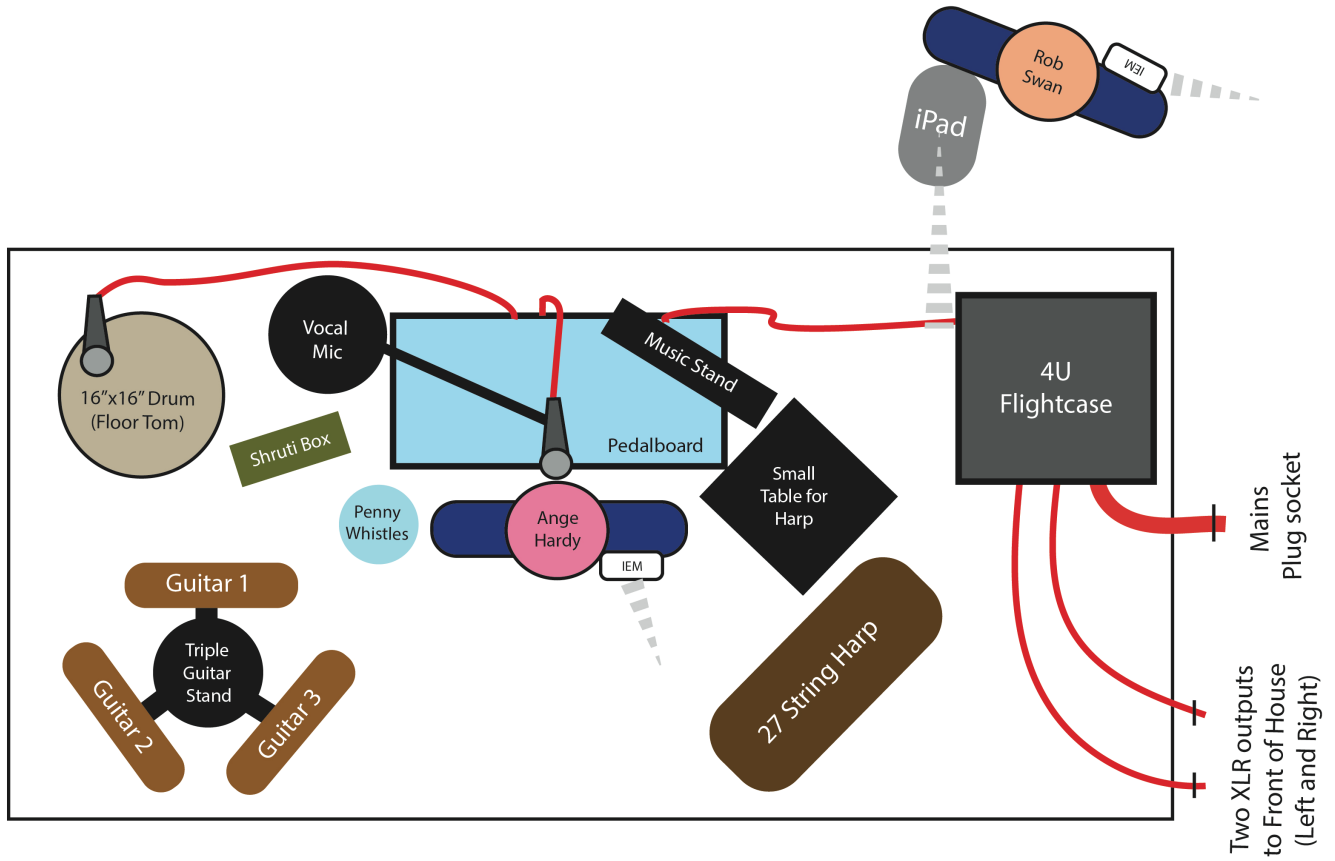 Rob
Swan
IEM
iPad
Vocal
Mic
Music Stand
16”x16” Drum
(Floor Tom)
4U
Flightcase
Shruti Box
Pedalboard
Small
Table for
Harp
Penny
Whistles
Ange
Hardy
IEM
Mains
Plug socket
Guitar 1
Triple
Guitar
Stand
Guitar 2
Guitar 3
27 String Harp
Two XLR outputs
to Front of House
(Left and Right)